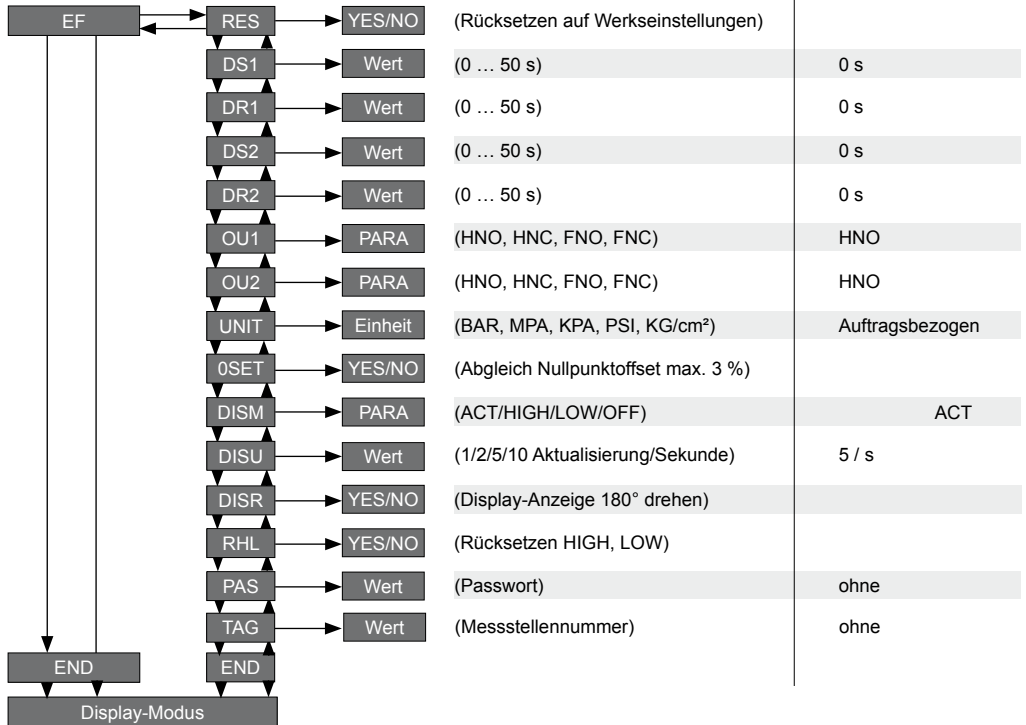 EF RES YES/NO (Rücksetzen auf Werkseinstellungen)
DS1 Wert (0 … 50 s) 0 s
DR1 Wert (0 … 50 s) 0 s
DS2 Wert (0 … 50 s) 0 s
DR2 Wert (0 … 50 s) 0 s
OU1 PARA (HNO, HNC, FNO, FNC) HNO
OU2 PARA (HNO, HNC, FNO, FNC) HNO
UNIT Einheit (BAR, MPA, KPA, PSI, KG/cm²) Auftragsbezogen
0SET YES/NO (Abgleich Nullpunktoffset max. 3 %)
DISM PARA (ACT/HIGH/LOW/OFF) ACT
DISU Wert (1/2/5/10 Aktualisierung/Sekunde) 5 / s
DISR YES/NO (Display-Anzeige 180° drehen)
RHL YES/NO (Rücksetzen HIGH, LOW)
PAS Wert (Passwort) ohne
TAG Wert (Messstellennummer) ohne
END END
Display-Modus